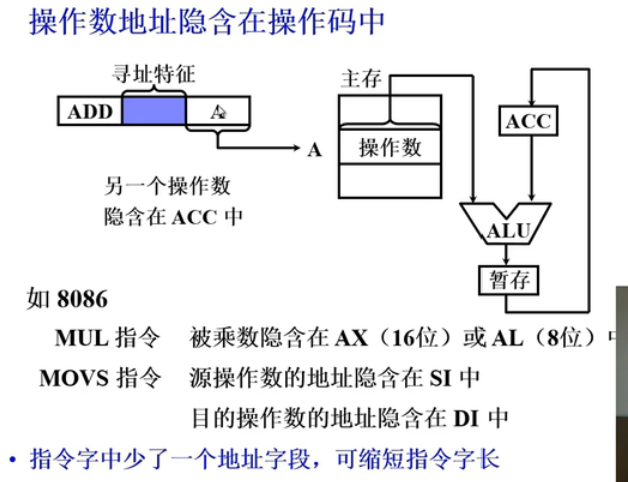 操作数地址隐含在操作码中
寻址特征
ADD
A
A
另一个操作数
隐含在 ACC 中
主存
操作数
ACC
ALU
暂存
如 8086
MUL 指令 被乘数隐含在 AX（16位）或 AL（8位）中
MOVS 指令 源操作数的地址隐含在 SI 中
目的操作数的地址隐含在 DI 中
• 指令字中少了一个地址字段，可缩短指令字长